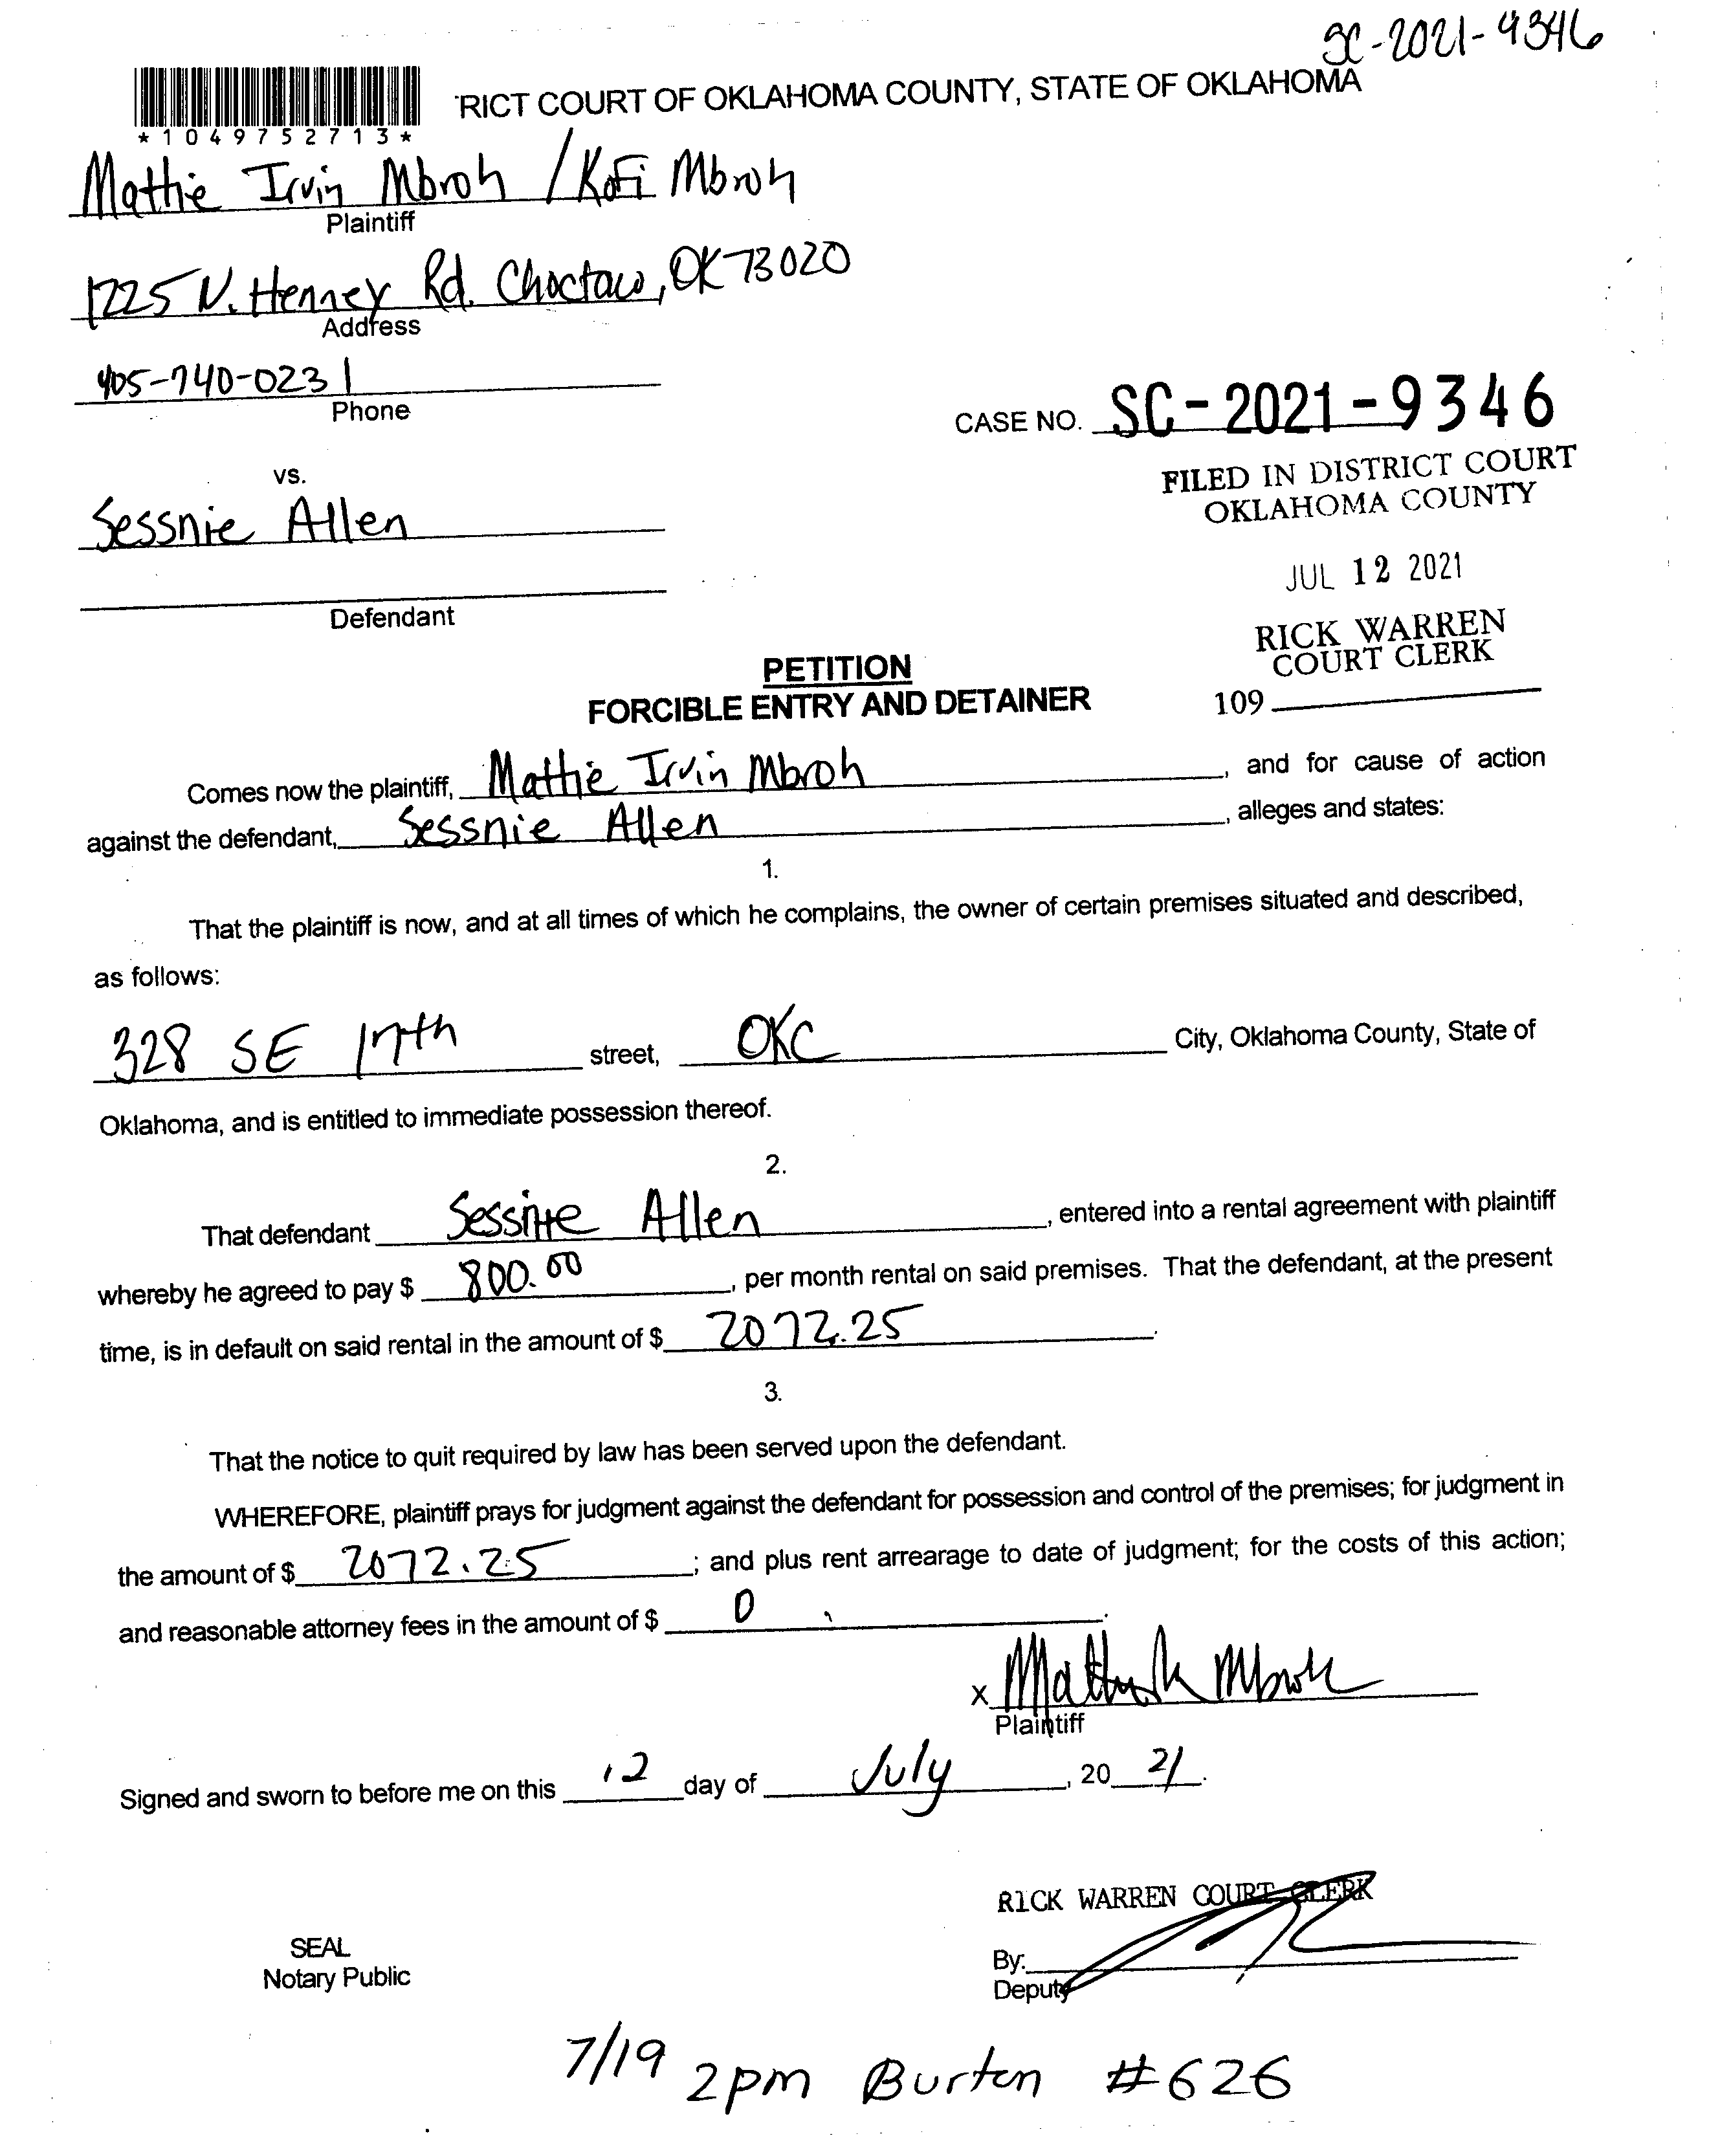 SC-2021-9346
*1049752713*
RICT COURT OF OKLAHOMA COUNTY, STATE OF OKLAHOMA
Mattie Irvin Mbroh / Kofi Mbroh
Plaintiff
1225 N. Henney Rd. Choctaw, OK 73020
Address
405-740-0231
Phone
CASE NO. SC-2021-9346
FILED IN DISTRICT COURT
OKLAHOMA COUNTY
vs.
Sessnie Allen
JUL 12 2021
Defendant
RICK WARREN
COURT CLERK
109
PETITION
FORCIBLE ENTRY AND DETAINER
Comes now the plaintiff, Mattie Irvin Mbroh, and for cause of action
against the defendant, Sessnie Allen, alleges and states:
1.
That the plaintiff is now, and at all times of which he complains, the owner of certain premises situated and described,
as follows:
328 SE 17th street, OKC City, Oklahoma County, State of
Oklahoma, and is entitled to immediate possession thereof.
2.
That defendant Sessnie Allen, entered into a rental agreement with plaintiff
whereby he agreed to pay $ 800.00, per month rental on said premises. That the defendant, at the present
time, is in default on said rental in the amount of $ 2072.25.
3.
That the notice to quit required by law has been served upon the defendant.
WHEREFORE, plaintiff prays for judgment against the defendant for possession and control of the premises; for judgment in
the amount of $ 2072.25; and plus rent arrearage to date of judgment; for the costs of this action;
and reasonable attorney fees in the amount of $ 0.
x Mbroh
Plaintiff
Signed and sworn to before me on this 12 day of July, 20 21.
RICK WARREN COURT CLERK
SEAL
Notary Public
By:
Deputy
7/19 2pm Burton #626